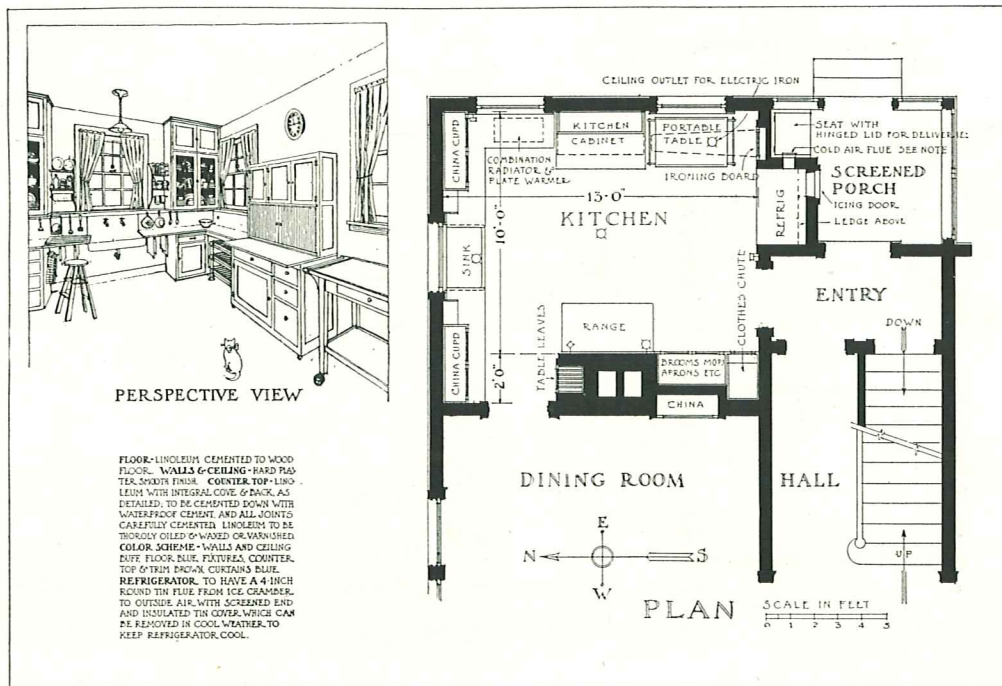 PERSPECTIVE VIEW
FLOOR-LINOLEUM CEMENTED TO WOOD
FLOOR. WALLS & CEILING-HARD PLAS
TER SMOOTH FINISH. COUNTER TOP-LINO
LEUM WITH INTEGRAL COVE & BACK, AS
DETAILED; TO BE CEMENTED DOWN WITH
WATERPROOF CEMENT, AND ALL JOINTS
CAREFULLY CEMENTED. LINOLEUM TO BE
THOROLY OILED & WAXED OR VARNISHED
COLOR SCHEME-WALLS AND CEILING
BUFF, FLOOR BLUE, FIXTURES, COUNTER
TOP & TRIM BROWN, CURTAINS BLUE.
REFRIGERATOR TO HAVE A 4-INCH
ROUND TIN FLUE FROM ICE CHAMBER
TO OUTSIDE AIR, WITH SCREENED END
AND INSULATED TIN COVER WHICH CAN
BE REMOVED IN COOL WEATHER TO
KEEP REFRIGERATOR COOL.
CEILING OUTLET FOR ELECTRIC IRON
CHINA CUPD
COMBINATION
RADIATOR &
PLATE WARMER
KITCHEN
CABINET
PORTABLE
TABLE
IRONING BOARD
SEAT WITH
HINGED LID FOR DELIVERIES
COLD AIR FLUE SEE NOTE
SCREENED
PORCH
ICING DOOR
LEDGE ABOVE
REFRIG
13'-0"
10'-0"
KITCHEN
SINK
CHINA CUPD
2'-0"
TABLE LEAVES
RANGE
CLOTHES CHUTE
BROOMS MOPS
APRONS ETC.
CHINA
ENTRY
DOWN
DINING ROOM
HALL
UP
E
N
S
W
PLAN
SCALE IN FEET
0 1 2 3 4 5